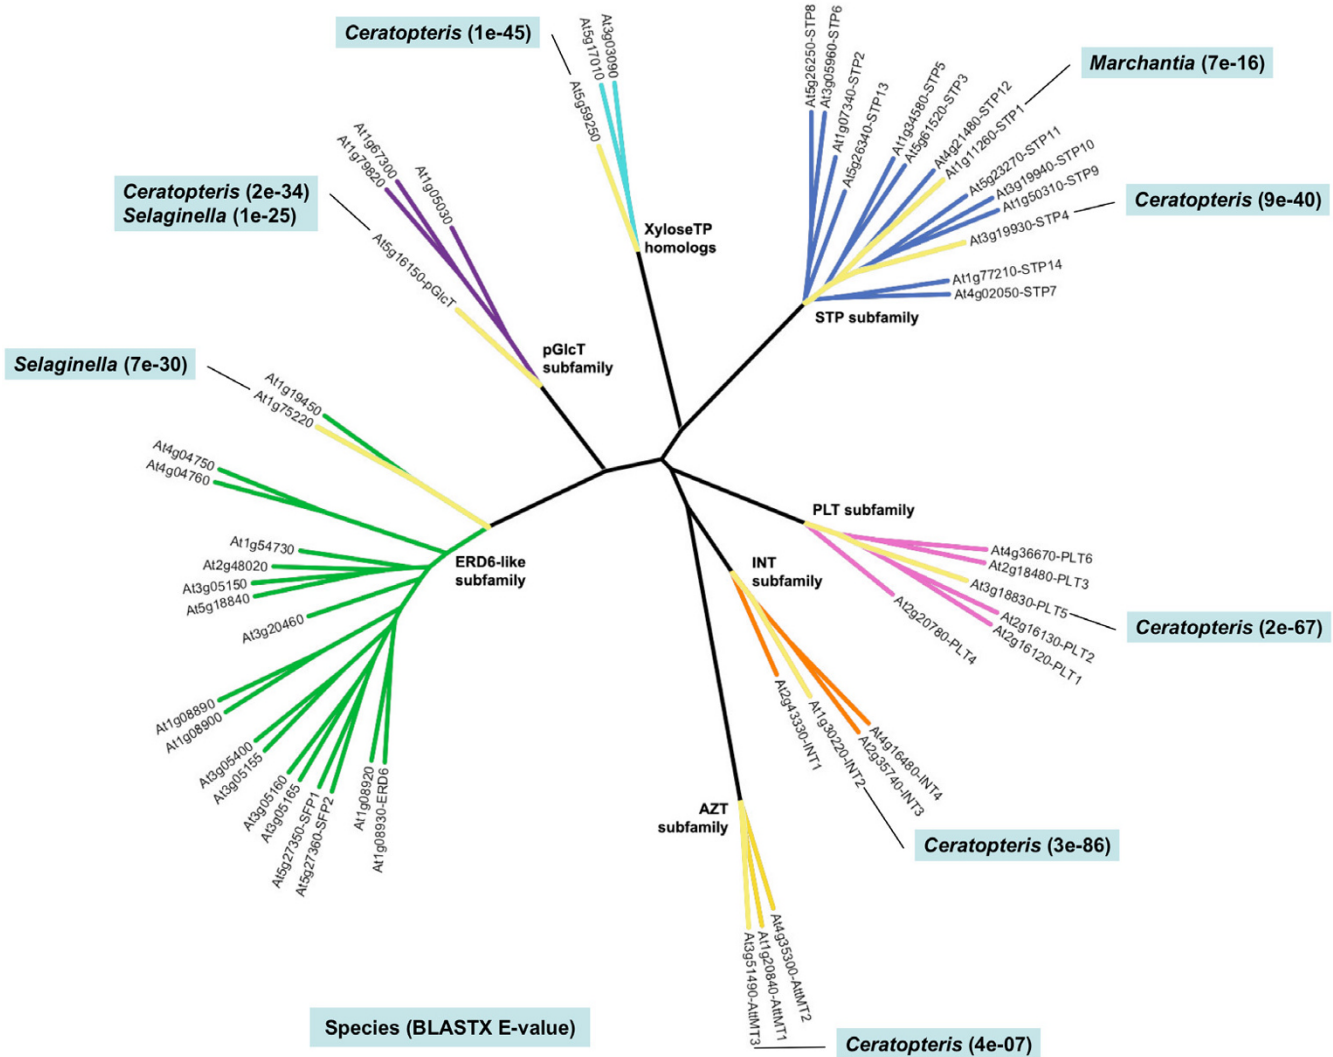 Ceratopteris (1e-45)
At3g03090
At5g17010
At5g59250
XyloseTP
homologs
At5g26250-STP8
At3g05960-STP6
At1g07340-STP2
At5g26340-STP13
At1g34580-STP5
At5g61520-STP3
At4g21480-STP12
At1g11260-STP1
At5g23270-STP11
At3g19940-STP10
At1g50310-STP9
At3g19930-STP4
At1g77210-STP14
At4g02050-STP7
STP subfamily
Marchantia (7e-16)
Ceratopteris (9e-40)
Ceratopteris (2e-34)
Selaginella (1e-25)
At1g67300
At1g79820
At1g05030
At5g16150-pGlcT
pGlcT
subfamily
Selaginella (7e-30)
At1g19450
At1g75220
At4g04750
At4g04760
At1g54730
At2g48020
At3g05150
At5g18840
At3g20460
At1g08890
At1g08900
At3g05400
At3g05155
At3g05160
At3g05165
At5g27350-SFP1
At5g27360-SFP2
At1g08920
At1g08930-ERD6
ERD6-like
subfamily
PLT subfamily
At4g36670-PLT6
At2g18480-PLT3
At3g18830-PLT5
At2g16130-PLT2
At2g16120-PLT1
At2g20780-PLT4
Ceratopteris (2e-67)
INT
subfamily
At2g43330-INT1
At1g30220-INT2
At4g16480-INT4
At2g35740-INT3
Ceratopteris (3e-86)
AZT
subfamily
At4g35300-AttMT2
At1g20840-AttMT1
At3g51490-AttMT3
Ceratopteris (4e-07)
Species (BLASTX E-value)